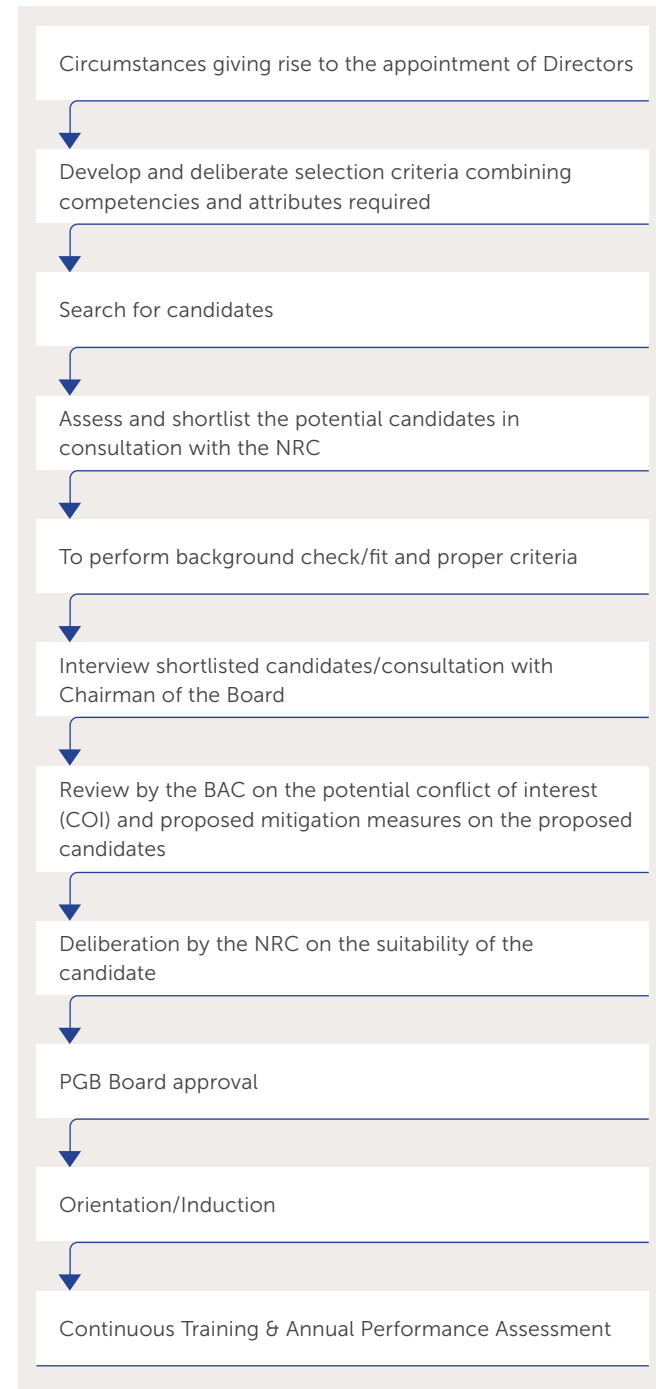 Circumstances giving rise to the appointment of Directors
Develop and deliberate selection criteria combining
competencies and attributes required
Search for candidates
Assess and shortlist the potential candidates in
consultation with the NRC
To perform background check/fit and proper criteria
Interview shortlisted candidates/consultation with
Chairman of the Board
Review by the BAC on the potential conflict of interest
(COI) and proposed mitigation measures on the proposed
candidates
Deliberation by the NRC on the suitability of the
candidate
PGB Board approval
Orientation/Induction
Continuous Training & Annual Performance Assessment